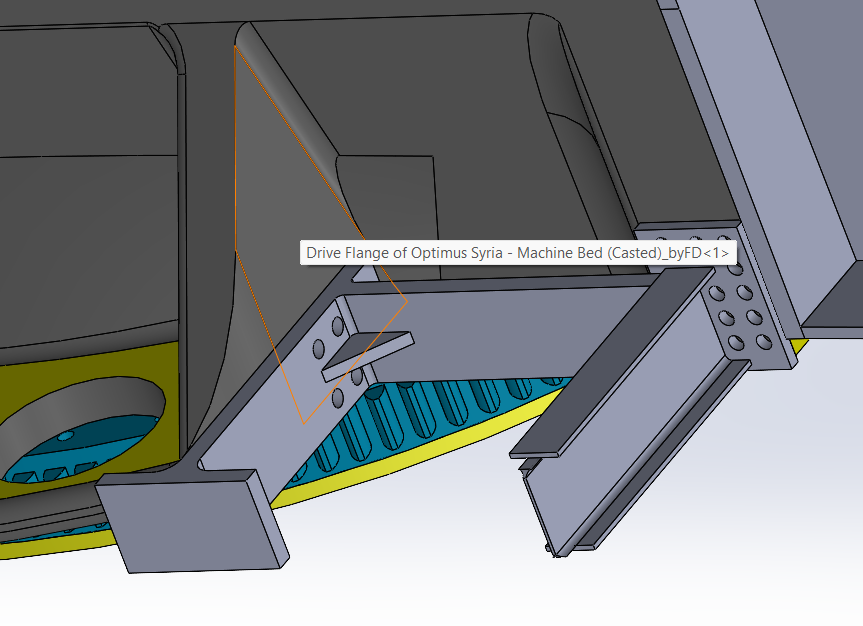 Drive Flange of Optimus Syria - Machine Bed (Casted)_byFD<1>